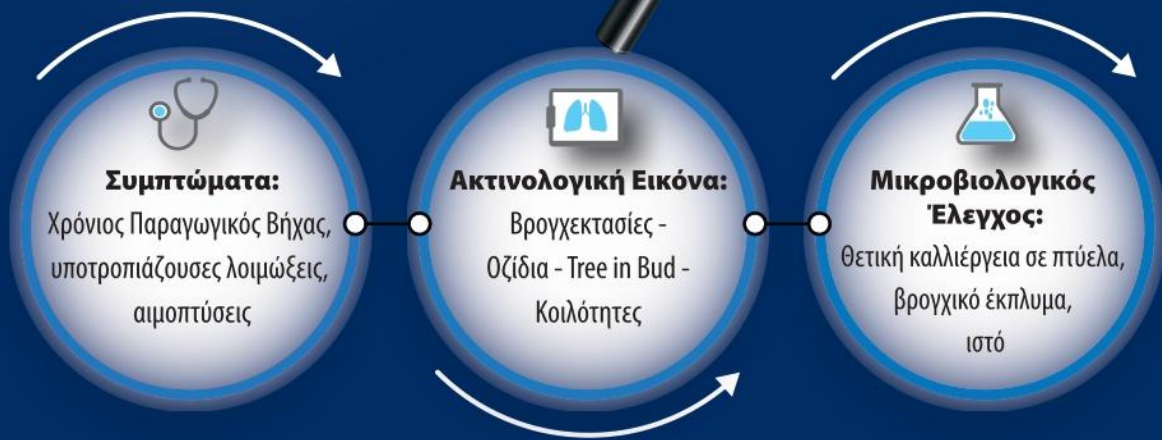 Συμπτώματα:
Χρόνιος Παραγωγικός Βήχας,
υποτροπιάζουσες λοιμώξεις,
αιμοπτύσεις
Ακτινολογική Εικόνα:
Βρογχεκτασίες -
Οζίδια - Tree in Bud -
Κοιλότητες
Μικροβιολογικός
Έλεγχος:
Θετική καλλιέργεια σε πτύελα,
βρογχικό έκπλυμα,
ιστό